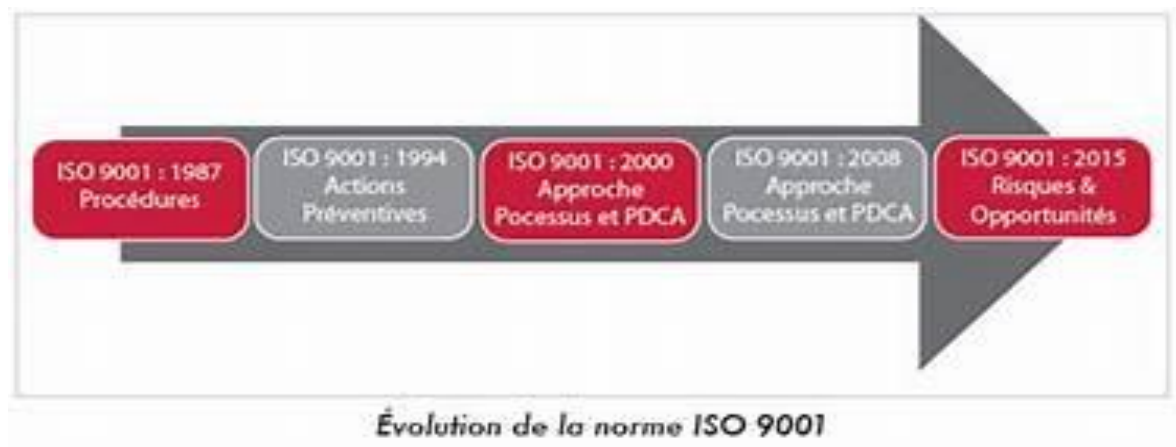 ISO 9001 : 1987
Procédures
ISO 9001 : 1994
Actions
Préventives
ISO 9001 : 2000
Approche
Pocessus et PDCA
ISO 9001 : 2008
Approche
Pocessus et PDCA
ISO 9001 : 2015
Risques &
Opportunités
Évolution de la norme ISO 9001